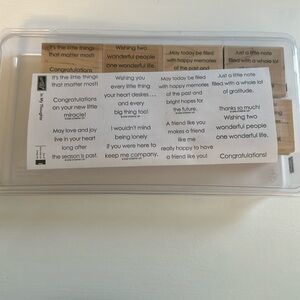 It's the little things
that matter most!
Congratulations
Wishing two
wonderful people
one wonderful life.
...May today be filled
with happy memories
of the past and
Just a little note
filled with a whole lot
of gratitude.
It's the little things
that matter most!
Congratulations
on your new little
miracle!
May love and joy
live in your heart
long after
the season is past.
Wishing you
every little thing
your heart desires . . .
and every
big thing too!
I wouldn't mind
being lonely
if you were here to
keep me company.
May today be filled
with happy memories
of the past and
bright hopes for
the future.
A friend like you
makes a friend
like me
really happy to have
a friend like you!
Just a little note
filled with a whole lot
of gratitude.
Thanks so much!
Wishing two
wonderful people
one wonderful life.
Congratulations!